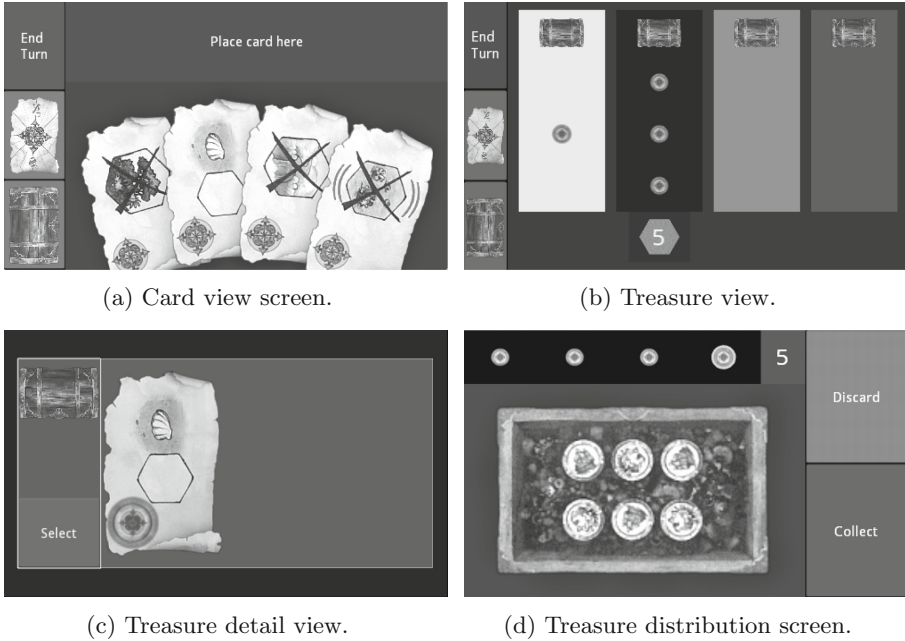 End
Turn
Place card here
End
Turn
5
(a) Card view screen.
(b) Treasure view.
Select
5
Discard
Collect
(c) Treasure detail view.
(d) Treasure distribution screen.